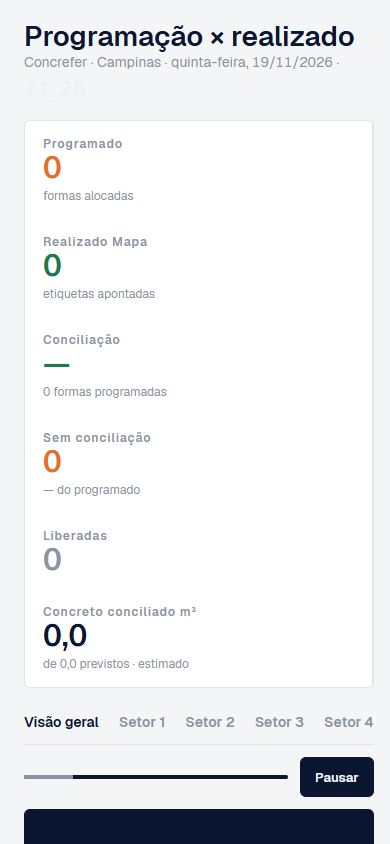 Programação × realizado
Concrefer · Campinas · quinta-feira, 19/11/2026 ·
11:25
Programado
0
formas alocadas
Realizado Mapa
0
etiquetas apontadas
Conciliação
—
0 formas programadas
Sem conciliação
0
— do programado
Liberadas
0
Concreto conciliado m³
0,0
de 0,0 previstos · estimado
Visão geral Setor 1 Setor 2 Setor 3 Setor 4
Pausar